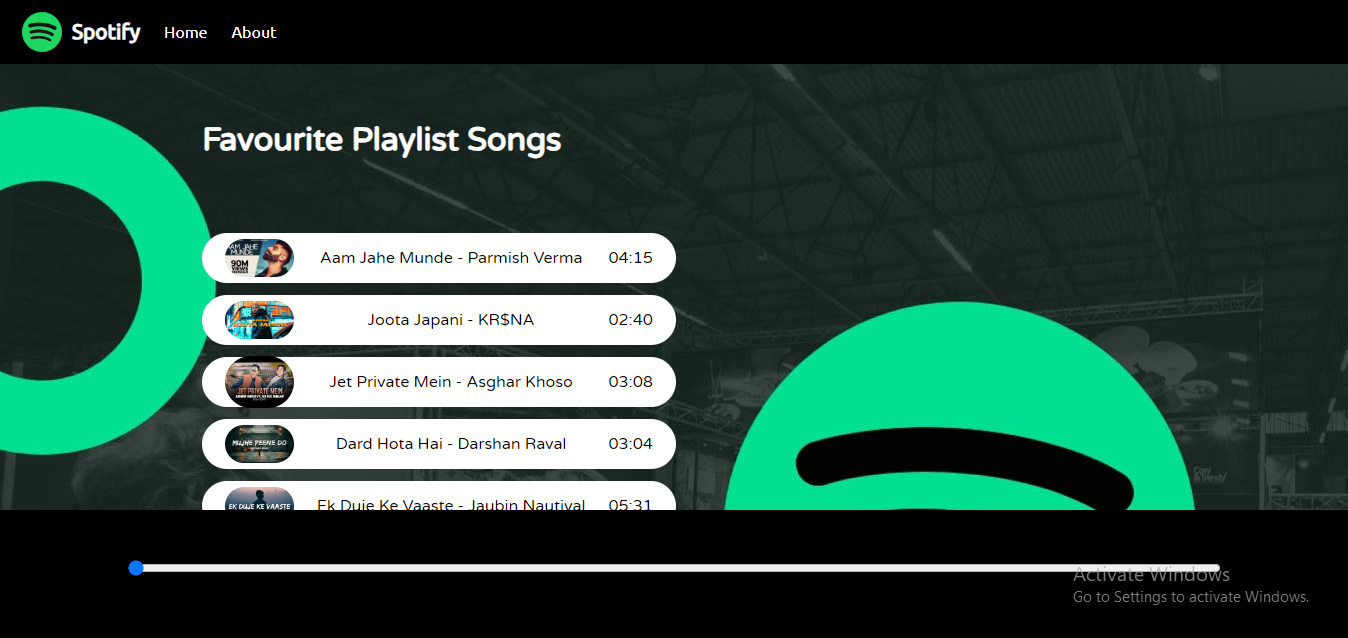 Spotify Home About
Favourite Playlist Songs
AAM JAHE
MUNDE
90M
Aam Jahe Munde - Parmish Verma 04:15
Joota Japani - KR$NA 02:40
JET PRIVATE MEIN
Jet Private Mein - Asghar Khoso 03:08
MUJHE PEENE DO
Dard Hota Hai - Darshan Raval 03:04
EK DUJE KE VAASTE
Ek Duje Ke Vaaste - Jaubin Nautiyal 05:31
Activate Windows
Go to Settings to activate Windows.